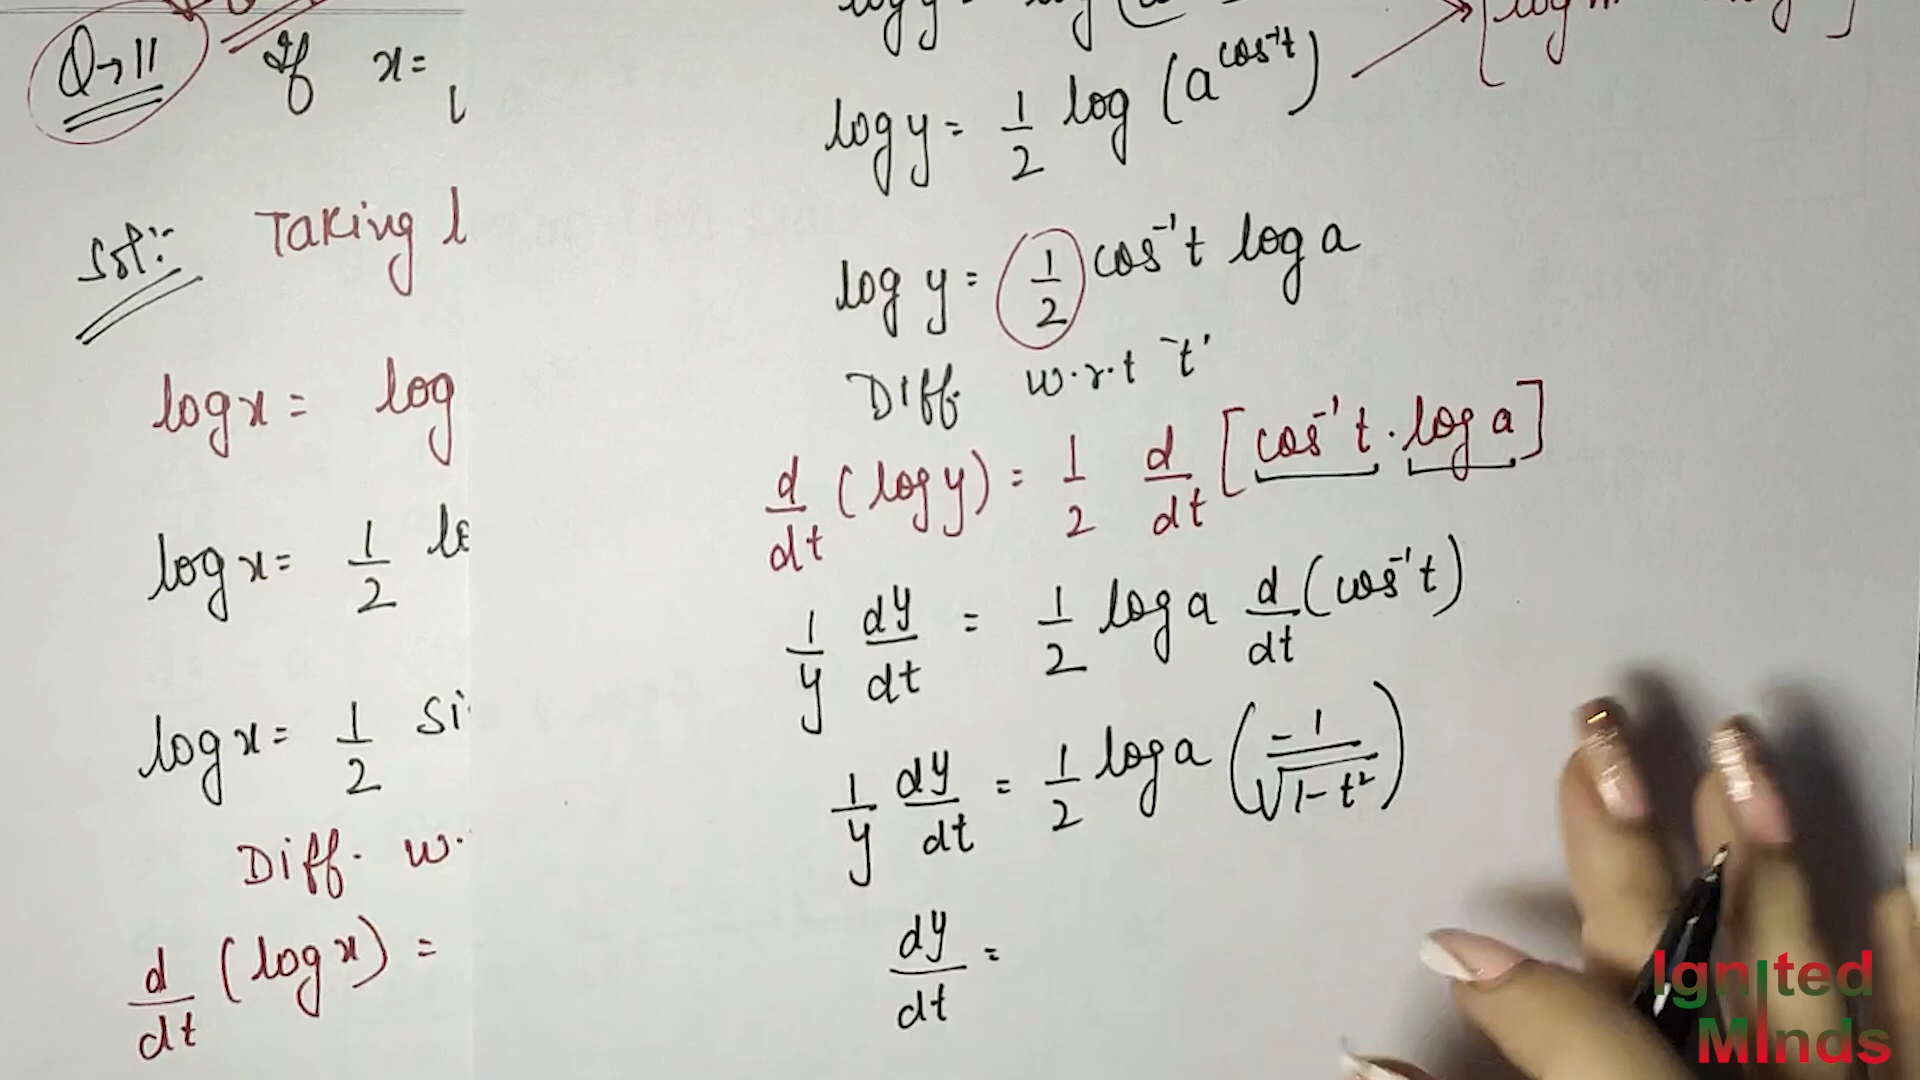 Q→11 If x=
Sol:- Taking l
log x = log
log x = 1/2 lo
log x = 1/2 Si
Diff. w.
d/dt (log x) =
log y = log
log y = 1/2 log (a^cos⁻¹t)
log y = 1/2 cos⁻¹t log a
Diff. w.r.t 't'
d/dt (log y) = 1/2 d/dt [cos⁻¹t . log a]
1/y dy/dt = 1/2 log a d/dt (cos⁻¹t)
1/y dy/dt = 1/2 log a (-1/√1-t²)
dy/dt =
Ignited
Minds